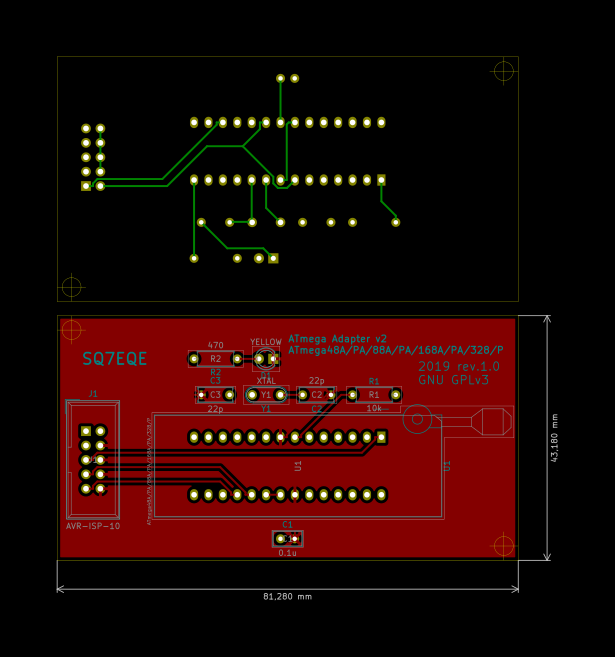 470
YELLOW
ATmega Adapter v2
ATmega48A/PA/88A/PA/168A/PA/328/P
SQ7EQE
R2
R2
D1
2019 rev.1.0
GNU GPLv3
C3
XTAL
22p
R1
J1
C3
Y1
C2
R1
22p
Y1
C2
10k
ATmega48A/PA/88A/PA/168A/PA/328/P
U1
U1
43,180 mm
AVR-ISP-10
C1
0.1u
81,280 mm